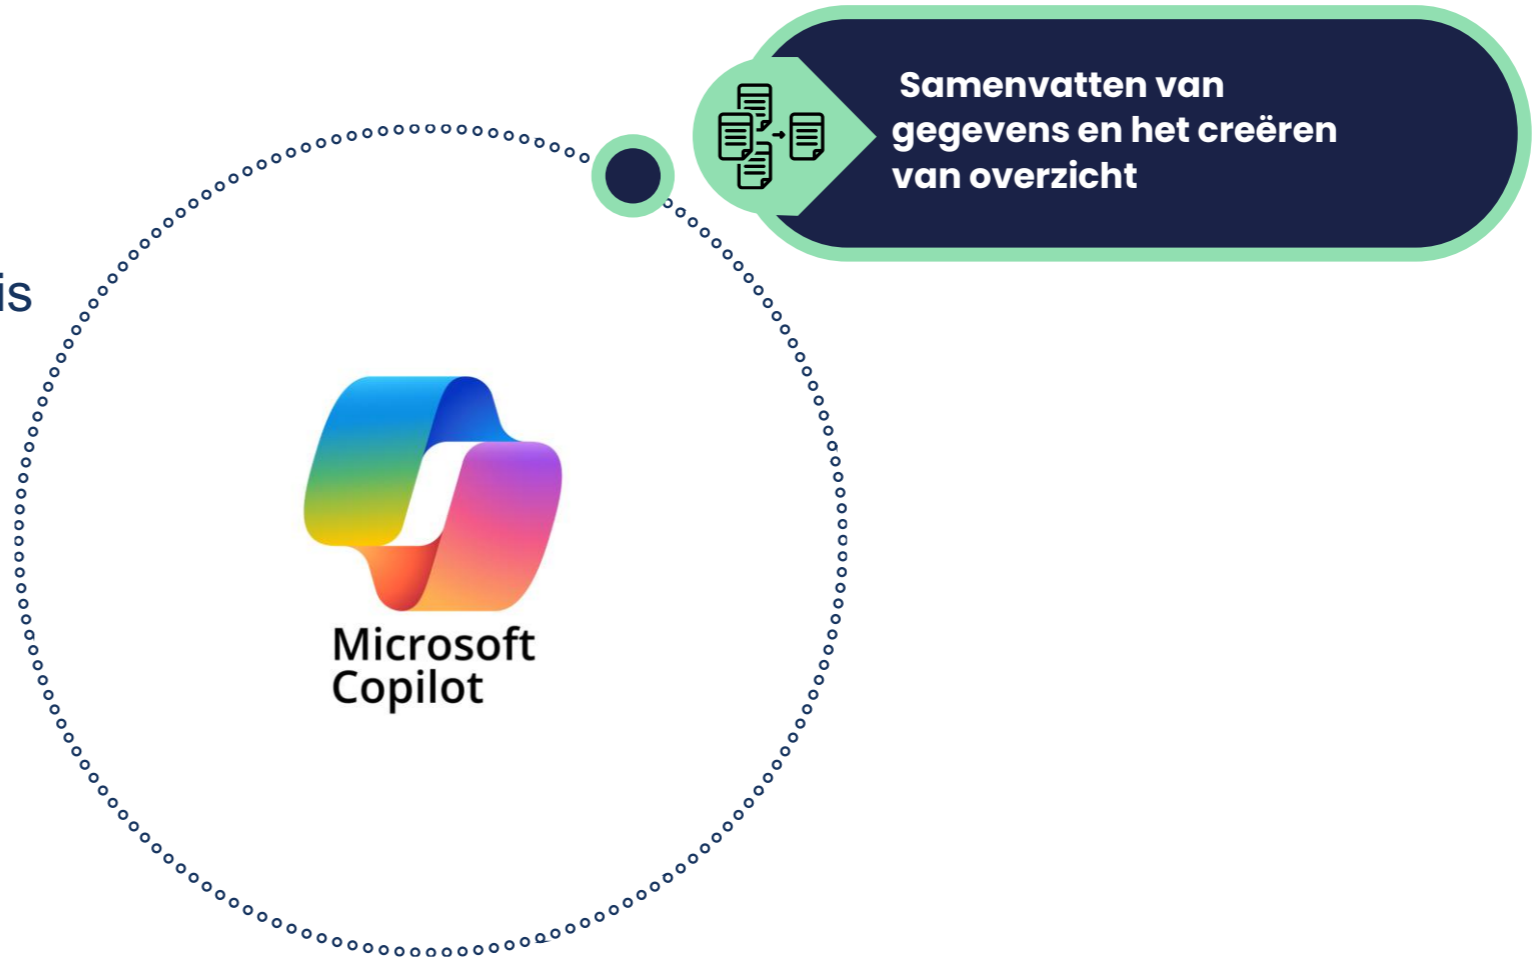 Samenvatten van
gegevens en het creëren
van overzicht
is
Microsoft
Copilot